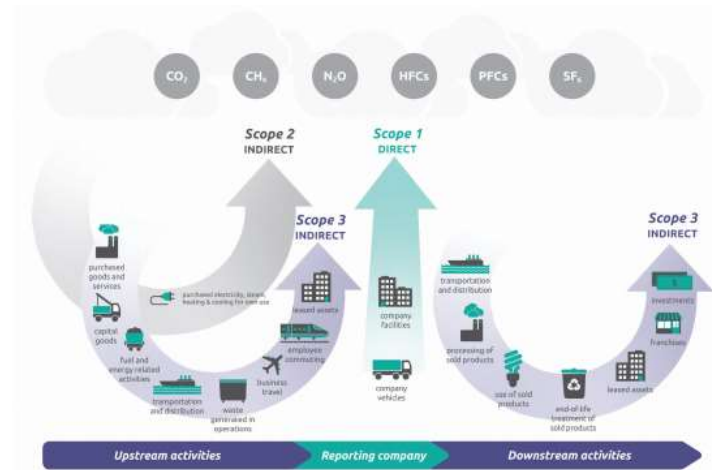 CO₂ CH₄ N₂O HFCs PFCs SF₆
Scope 2
INDIRECT
Scope 1
DIRECT
Scope 3
INDIRECT
Scope 3
INDIRECT
purchased
goods and
services
capital
goods
fuel and
energy related
activities
transportation
and distribution
waste
generated in
operations
business
travel
employee
commuting
leased assets
purchased electricity, steam,
heating & cooling for own use
company
facilities
company
vehicles
transportation
and distribution
processing of
sold products
use of sold
products
end-of-life
treatment of
sold products
leased assets
franchises
investments
Upstream activities
Reporting company
Downstream activities